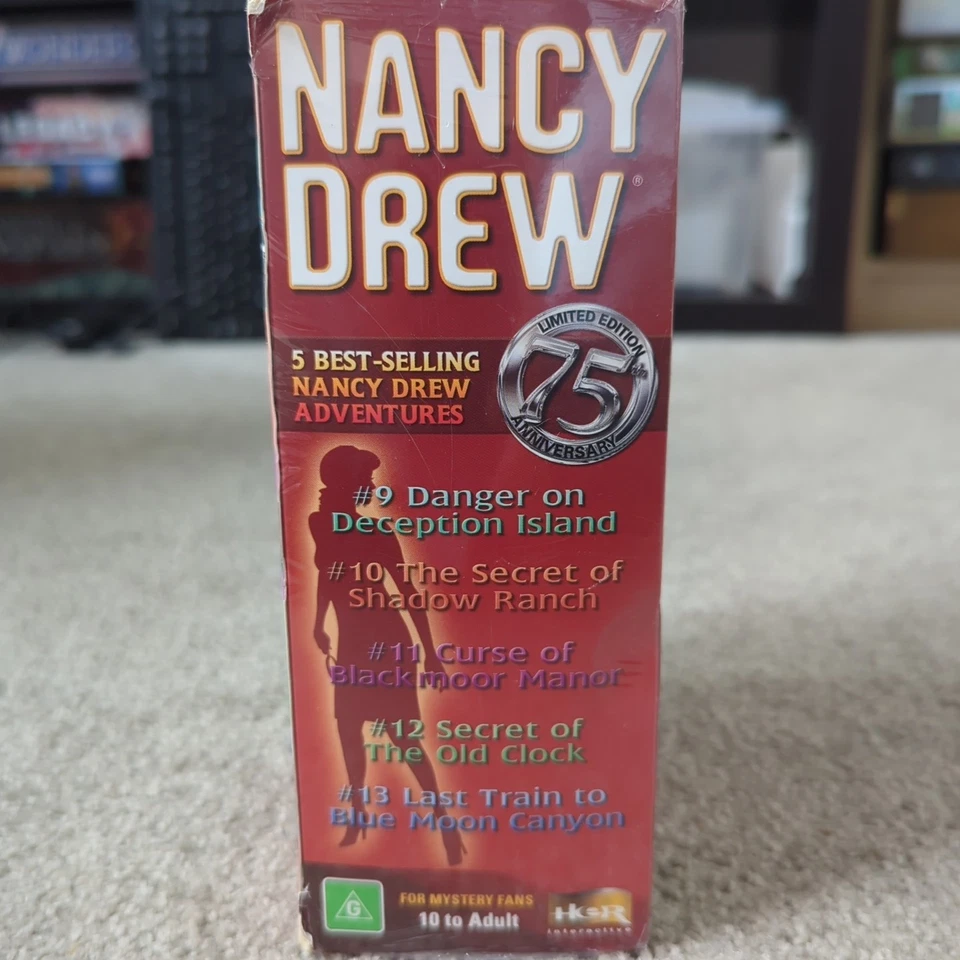 NANCY
DREW®
LIMITED EDITION
75th
ANNIVERSARY
5 BEST-SELLING
NANCY DREW
ADVENTURES
#9 Danger on
Deception Island
#10 The Secret of
Shadow Ranch
#11 Curse of
Blackmoor Manor
#12 Secret of
The Old Clock
#13 Last Train to
Blue Moon Canyon
G
FOR MYSTERY FANS
10 to Adult
HER
interactive